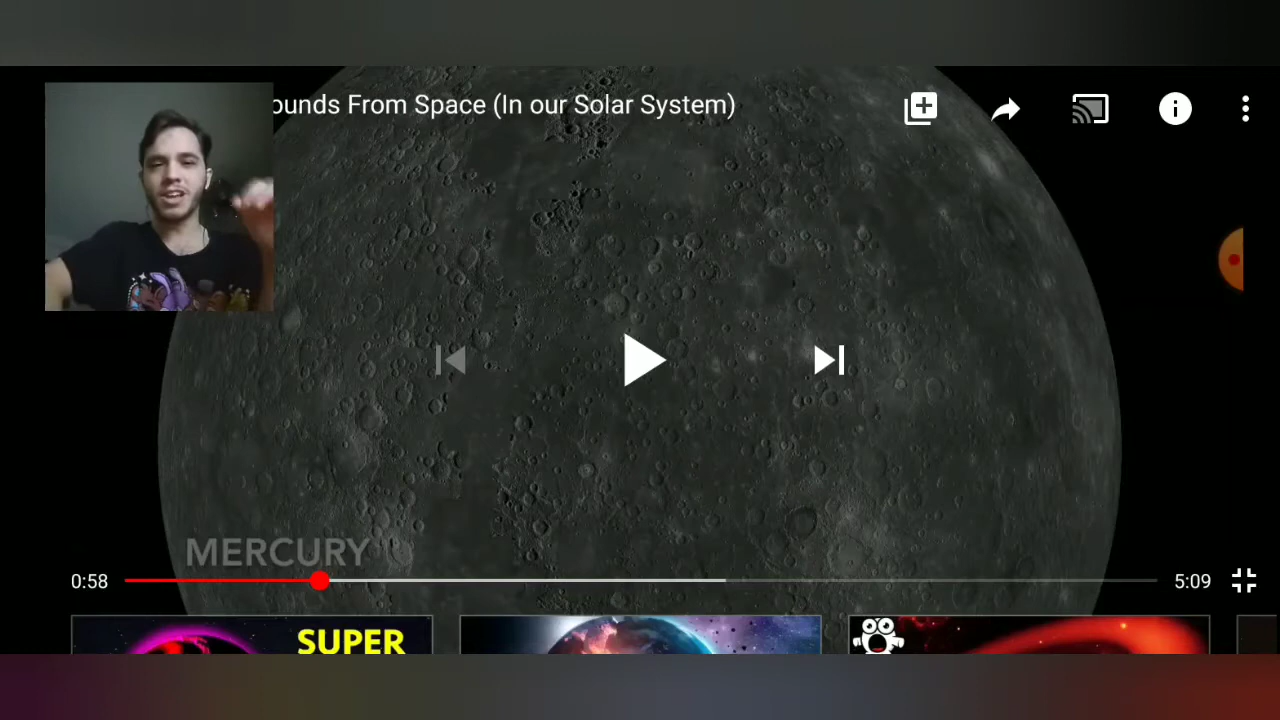 ounds From Space (In our Solar System)
MERCURY
0:58
5:09
SUPER